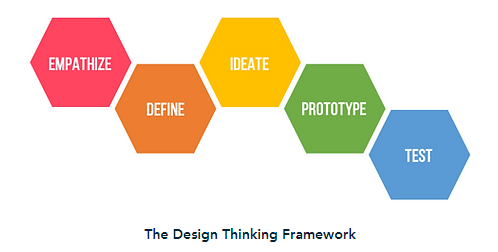 EMPATHIZE
DEFINE
IDEATE
PROTOTYPE
TEST
The Design Thinking Framework